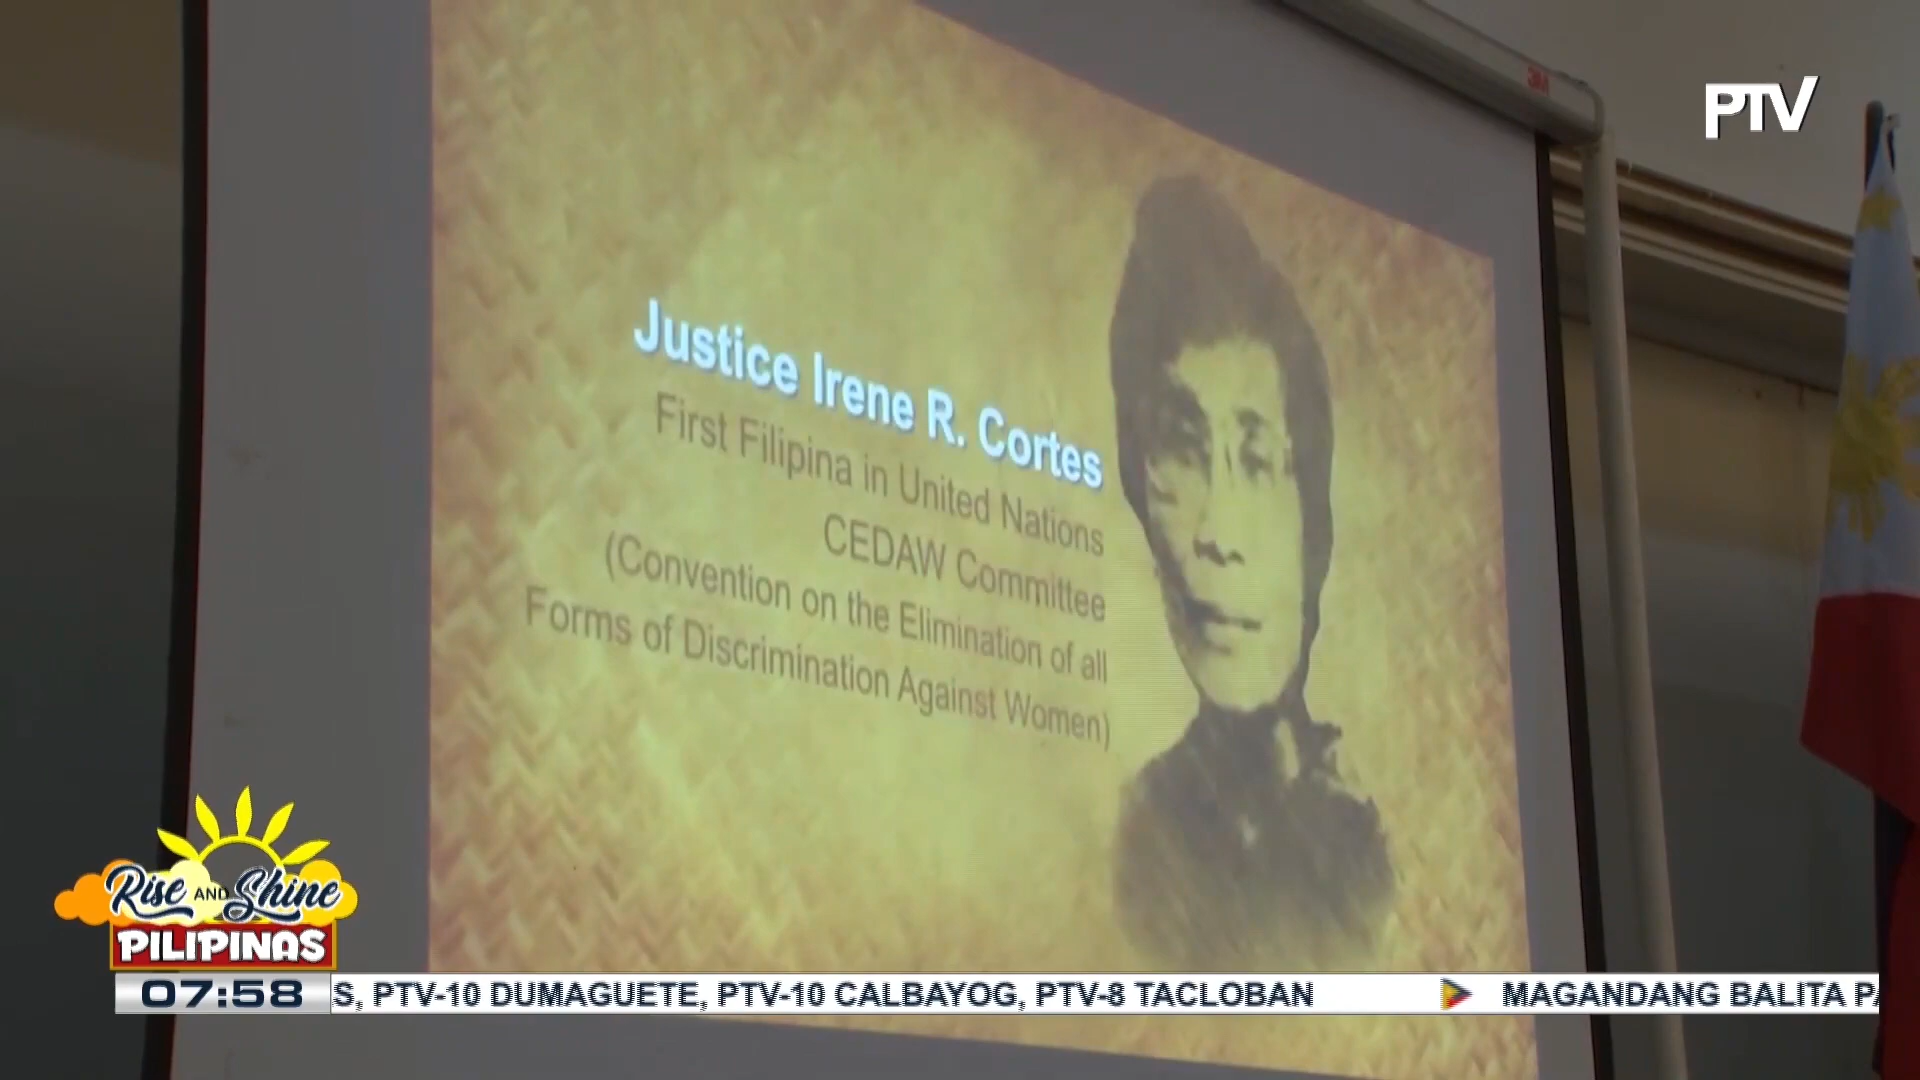 3M
PTV
Justice Irene R. Cortes
First Filipina in United Nations
CEDAW Committee
(Convention on the Elimination of all
Forms of Discrimination Against Women)
Rise AND Shine
PILIPINAS
07:58
S, PTV-10 DUMAGUETE, PTV-10 CALBAYOG, PTV-8 TACLOBAN MAGANDANG BALITA PA